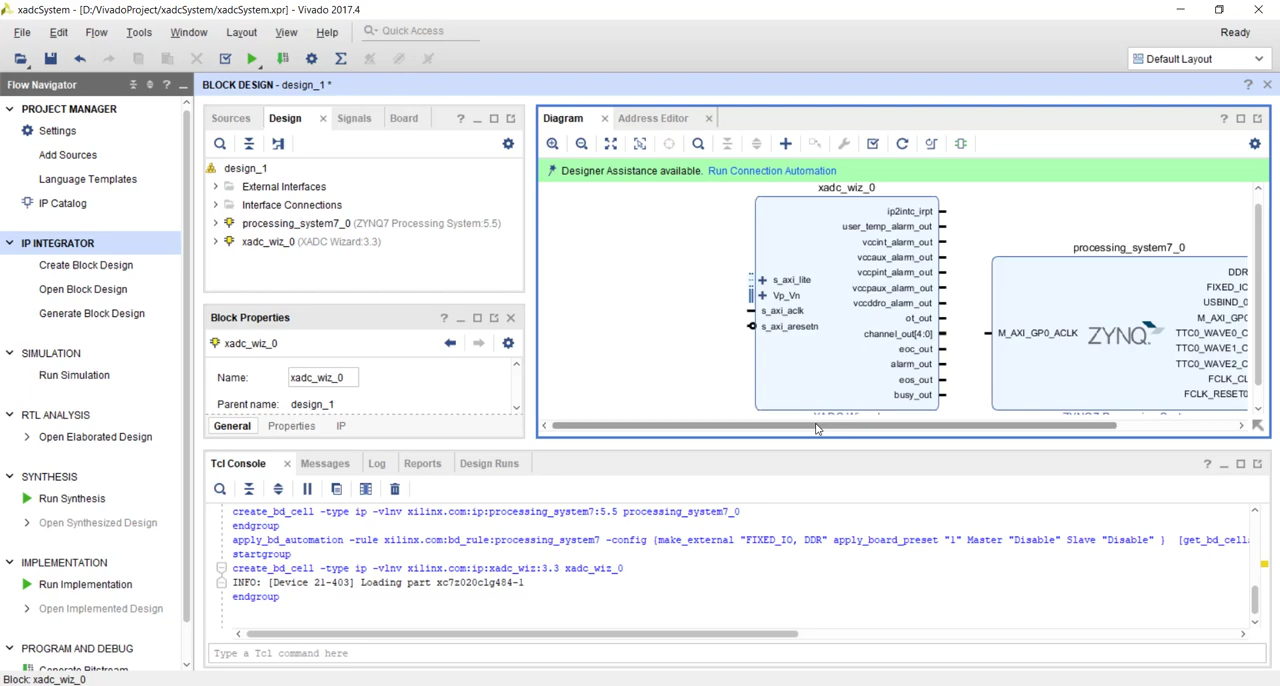 xadcSystem - [D:/VivadoProject/xadcSystem/xadcSystem.xpr] - Vivado 2017.4
File Edit Flow Tools Window Layout View Help Quick Access
Ready
Default Layout
Flow Navigator
PROJECT MANAGER
Settings
Add Sources
Language Templates
IP Catalog
IP INTEGRATOR
Create Block Design
Open Block Design
Generate Block Design
SIMULATION
Run Simulation
RTL ANALYSIS
Open Elaborated Design
SYNTHESIS
Run Synthesis
Open Synthesized Design
IMPLEMENTATION
Run Implementation
Open Implemented Design
PROGRAM AND DEBUG
Generate Bitstream
BLOCK DESIGN - design_1 *
Sources Design Signals Board
design_1
External Interfaces
Interface Connections
processing_system7_0 (ZYNQ7 Processing System:5.5)
xadc_wiz_0 (XADC Wizard:3.3)
Block Properties
xadc_wiz_0
Name: xadc_wiz_0
Parent name: design_1
General Properties IP
Diagram Address Editor
Designer Assistance available. Run Connection Automation
xadc_wiz_0
s_axi_lite
Vp_Vn
s_axi_aclk
s_axi_aresetn
ip2intc_irpt
user_temp_alarm_out
vccint_alarm_out
vccaux_alarm_out
vccpint_alarm_out
vccpaux_alarm_out
vccddro_alarm_out
ot_out
channel_out[4:0]
eoc_out
alarm_out
eos_out
busy_out
processing_system7_0
M_AXI_GP0_ACLK
ZYNQ
DDR
FIXED_IO
USBIND_0
M_AXI_GP0
TTC0_WAVE0_O
TTC0_WAVE1_O
TTC0_WAVE2_O
FCLK_CL
FCLK_RESET0
Tcl Console Messages Log Reports Design Runs
create_bd_cell -type ip -vlnv xilinx.com:ip:processing_system7:5.5 processing_system7_0
endgroup
apply_bd_automation -rule xilinx.com:bd_rule:processing_system7 -config {make_external "FIXED_IO, DDR" apply_board_preset "1" Master "Disable" Slave "Disable" }  [get_bd_cells
startgroup
create_bd_cell -type ip -vlnv xilinx.com:ip:xadc_wiz:3.3 xadc_wiz_0
INFO: [Device 21-403] Loading part xc7z020clg484-1
endgroup
Type a Tcl command here
Block: xadc_wiz_0